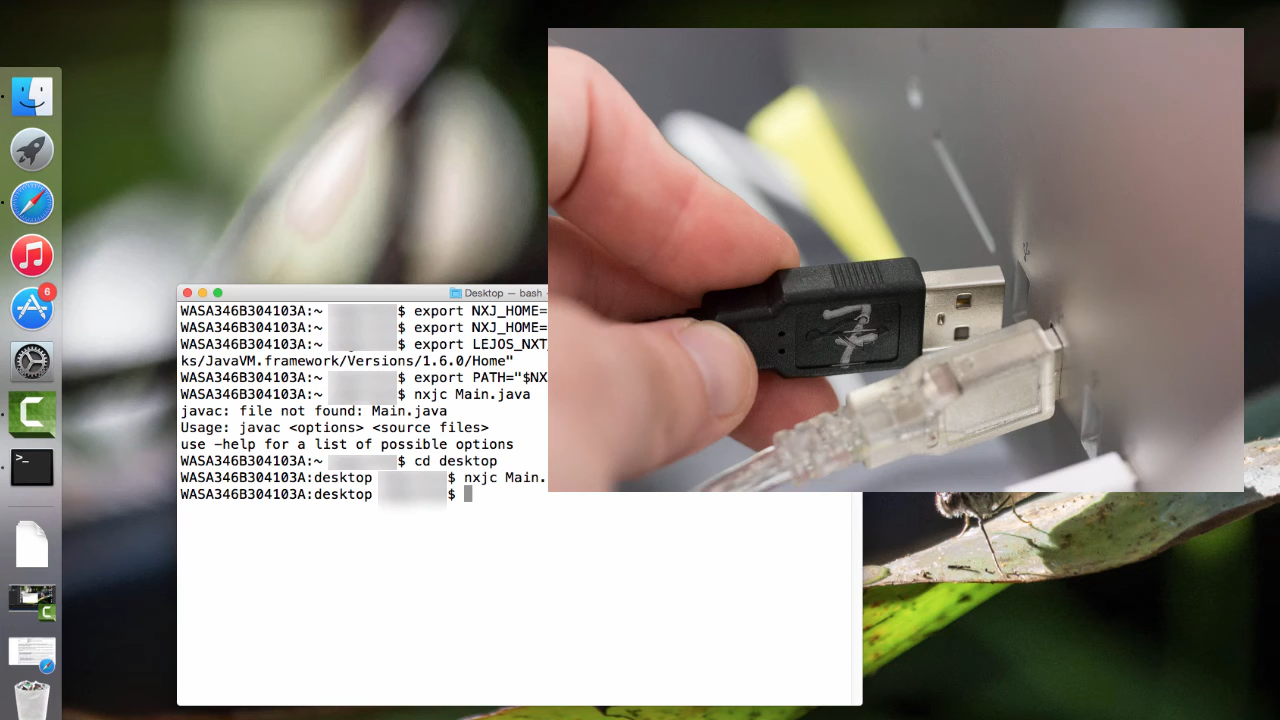 6
Desktop — bash
WASA346B304103A:~ $ export NXJ_HOME=
WASA346B304103A:~ $ export NXJ_HOME=
WASA346B304103A:~ $ export LEJOS_NXT_
ks/JavaVM.framework/Versions/1.6.0/Home"
WASA346B304103A:~ $ export PATH="$NX
WASA346B304103A:~ $ nxjc Main.java
javac: file not found: Main.java
Usage: javac <options> <source files>
use -help for a list of possible options
WASA346B304103A:~ $ cd desktop
WASA346B304103A:desktop $ nxjc Main.
WASA346B304103A:desktop $